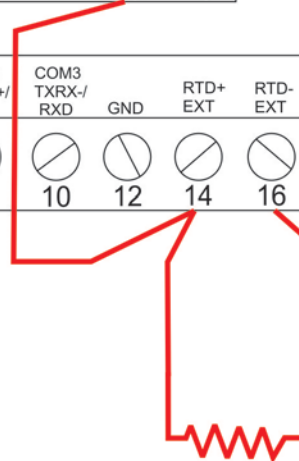 +/
COM3
TXRX-/
RXD
GND
RTD+
EXT
RTD-
EXT
10
12
14
16